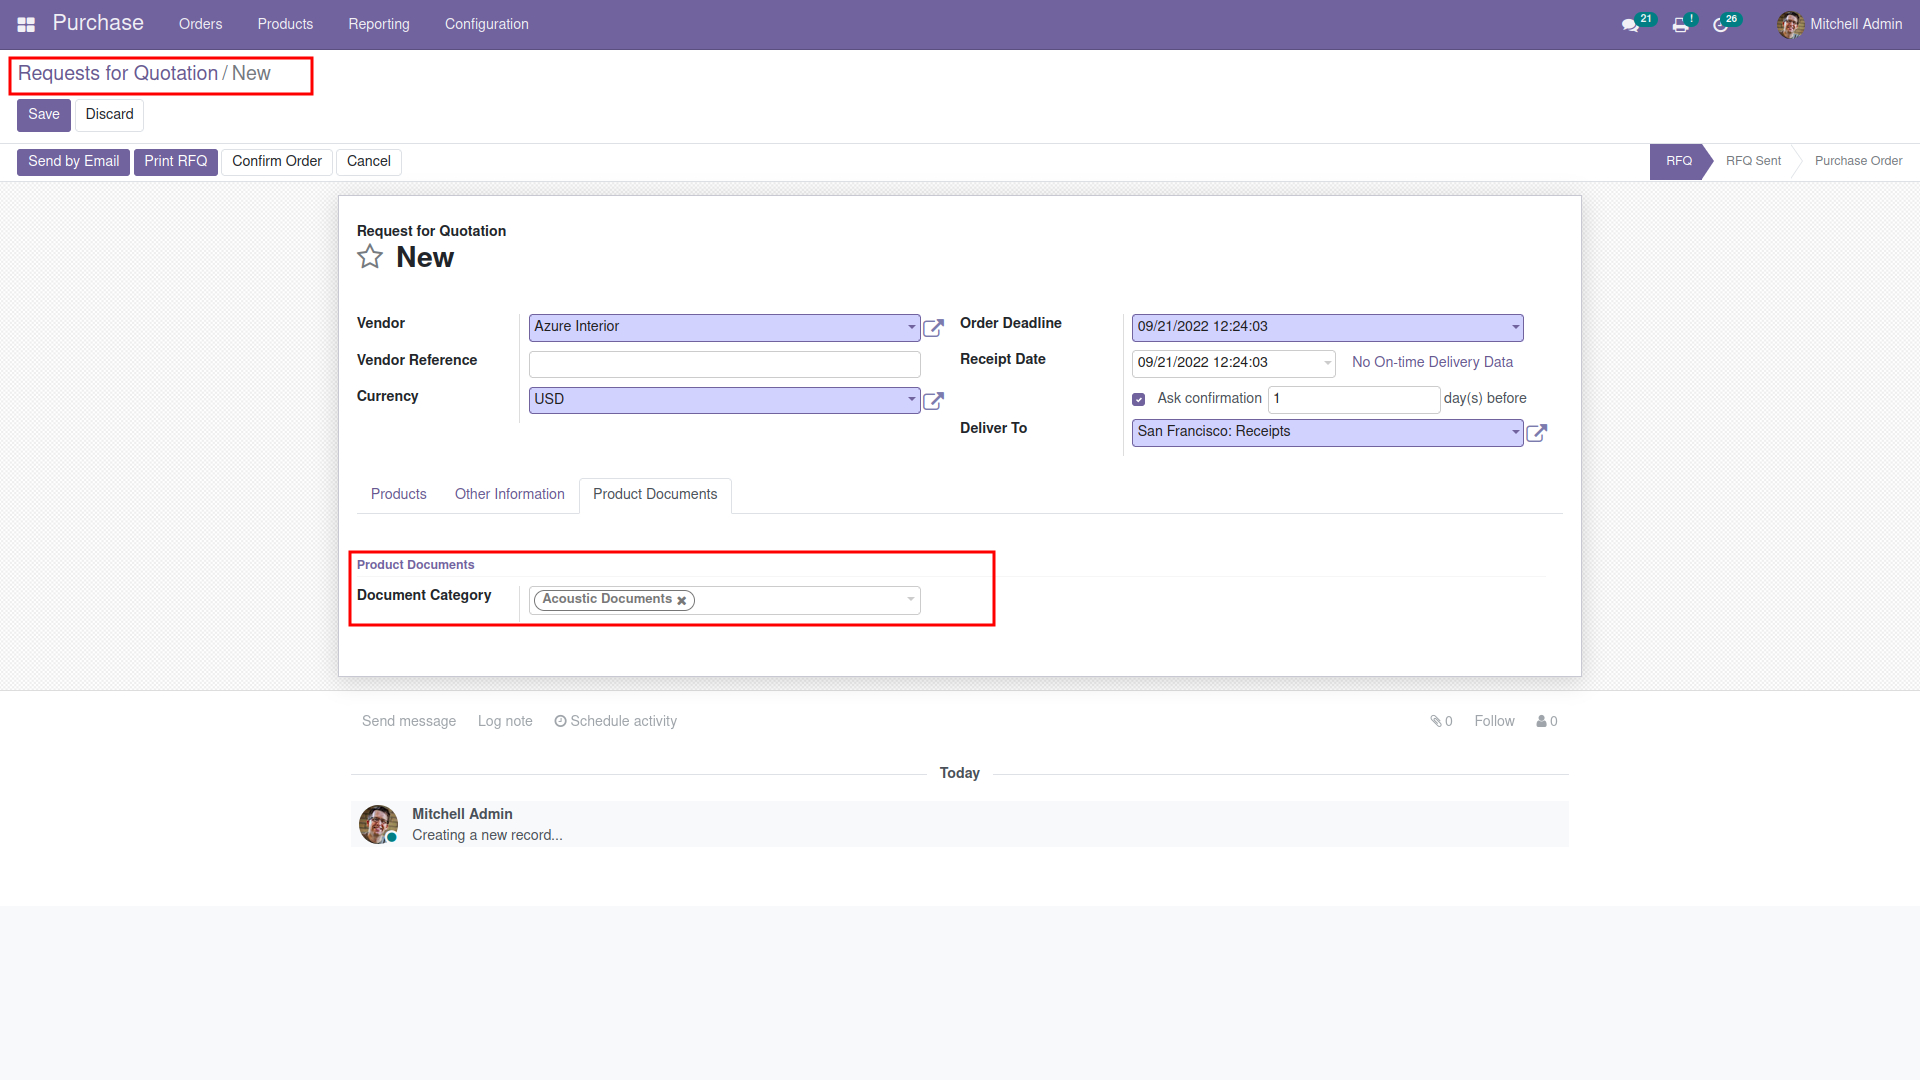 Purchase Orders Products Reporting Configuration 21 ! 26 Mitchell Admin
Requests for Quotation / New
Save Discard
Send by Email Print RFQ Confirm Order Cancel RFQ RFQ Sent Purchase Order
Request for Quotation
New
Vendor Azure Interior Order Deadline 09/21/2022 12:24:03
Vendor Reference Receipt Date 09/21/2022 12:24:03 No On-time Delivery Data
Currency USD Ask confirmation 1 day(s) before
Deliver To San Francisco: Receipts
Products Other Information Product Documents
Product Documents
Document Category Acoustic Documents
Send message Log note Schedule activity 0 Follow 0
Today
Mitchell Admin
Creating a new record...